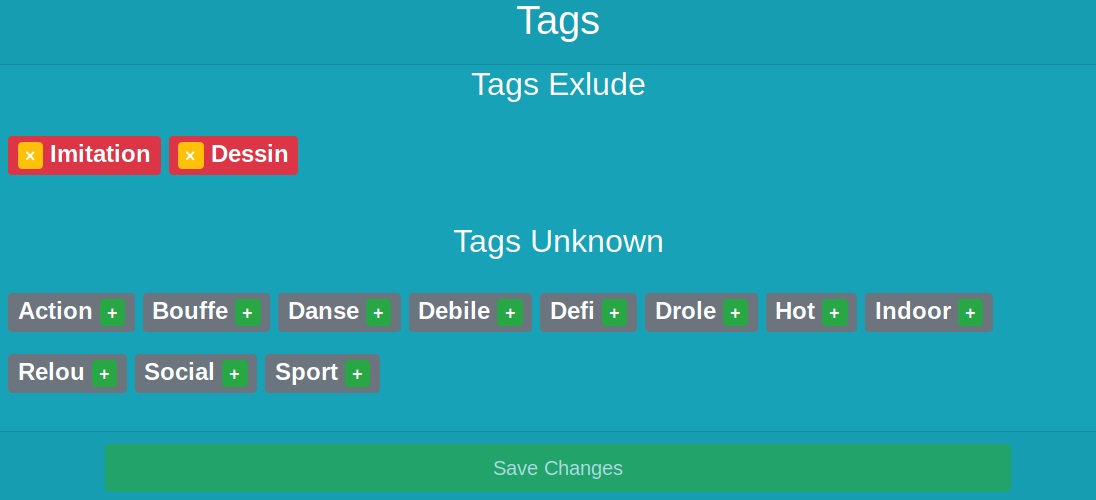 Tags
Tags Exlude
× Imitation × Dessin
Tags Unknown
Action + Bouffe + Danse + Debile + Defi + Drole + Hot + Indoor +
Relou + Social + Sport +
Save Changes